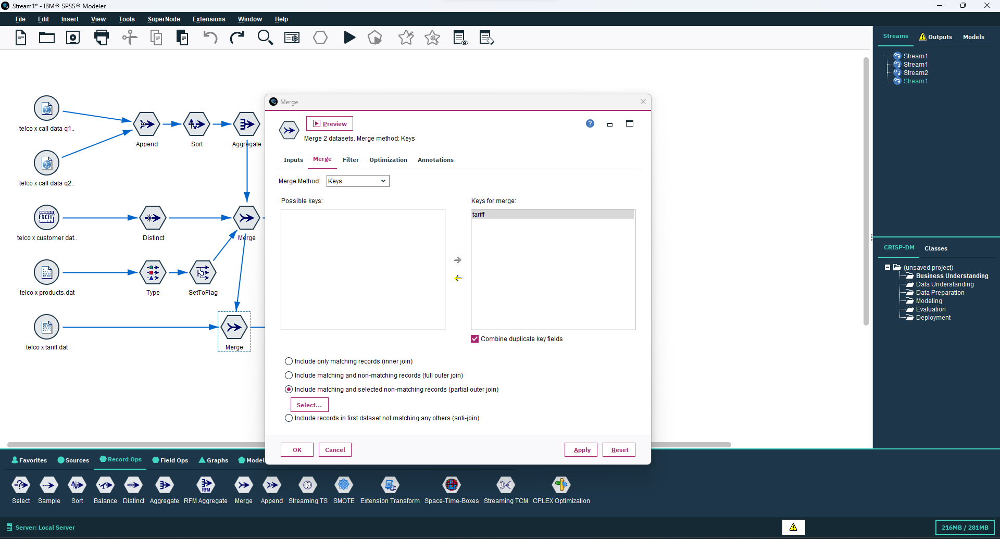 Stream1* - IBM® SPSS® Modeler
File Edit Insert View Tools SuperNode Extensions Window Help
Streams Outputs Models
Stream1
Stream1
Stream2
Stream1
telco x call data q1..
telco x call data q2..
Append
Sort
Aggregate
EXCEL
telco x customer dat..
Distinct
Merge
telco x products.dat
Type
SetToFlag
telco x tariff.dat
Merge
Merge
Preview
?
Merge 2 datasets. Merge method: Keys
Inputs Merge Filter Optimization Annotations
Merge Method: Keys
Possible keys:
Keys for merge:
tariff
Combine duplicate key fields
Include only matching records (inner join)
Include matching and non-matching records (full outer join)
Include matching and selected non-matching records (partial outer join)
Select...
Include records in first dataset not matching any others (anti-join)
OK Cancel Apply Reset
CRISP-DM Classes
(unsaved project)
Business Understanding
Data Understanding
Data Preparation
Modeling
Evaluation
Deployment
Favorites Sources Record Ops Field Ops Graphs Model
RFM
Select Sample Sort Balance Distinct Aggregate RFM Aggregate Merge Append Streaming TS SMOTE Extension Transform Space-Time-Boxes Streaming TCM CPLEX Optimization
Server: Local Server
216MB / 281MB